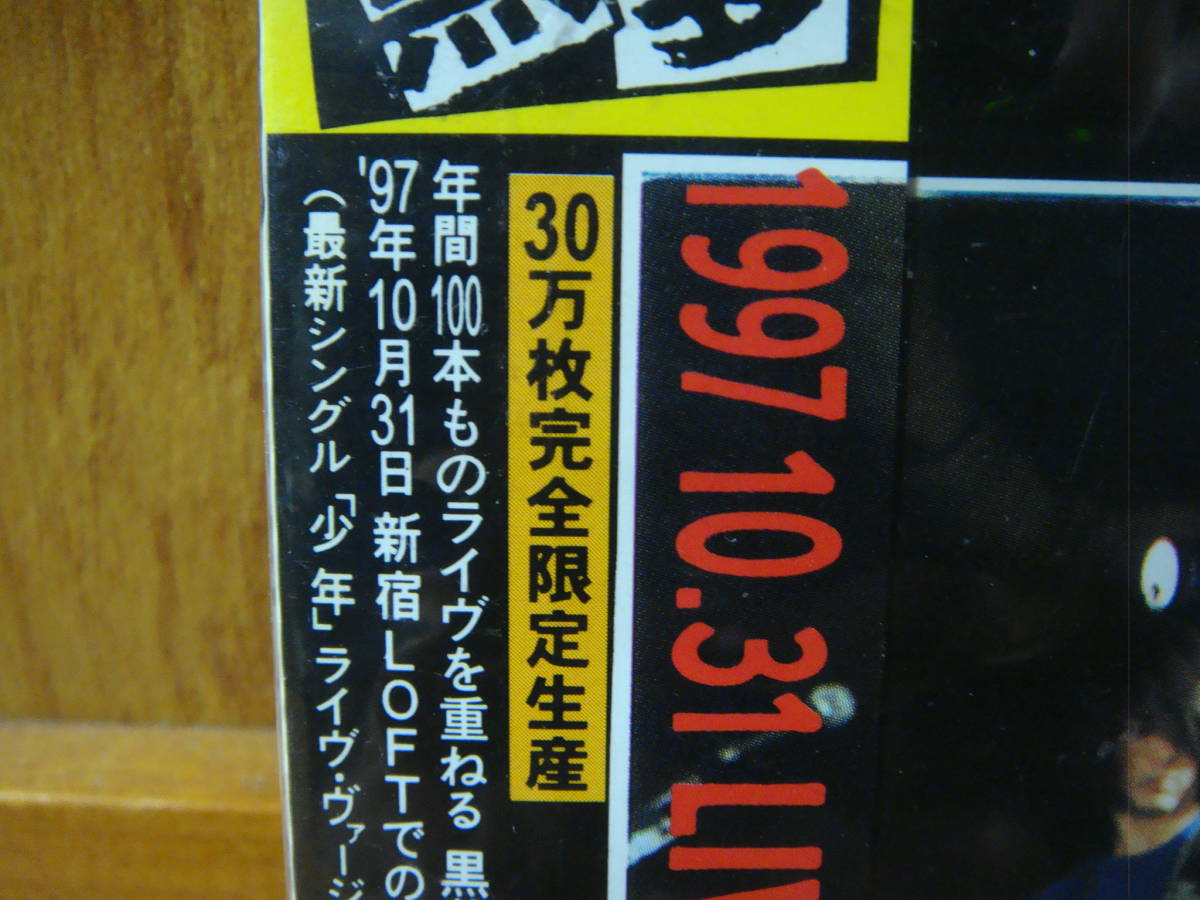 1997 10.31 LIV
30万枚完全限定生産
年間100本ものライヴを重ねる 黒
'97年10月31日 新宿LOFTでの
(最新シングル「少年」ライヴ・ヴァージ